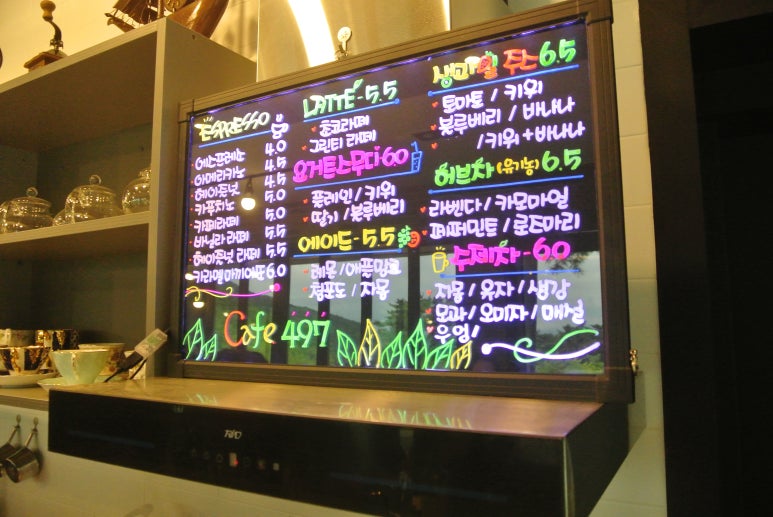 ESPRESSO
에스프레소 4.0
아메리카노 4.5
헤이즐넛 4.5
카푸치노 5.0
카페라떼 5.0
바닐라 라떼 5.5
헤이즐넛 라떼 5.5
카라멜마끼에또 6.0
Cafe 497
LATTE-5.5
초코라떼
그린티 라떼
요거트스무디 6.0
플레인/키위
딸기/블루베리
에이드-5.5
레몬/애플망고
청포도/자몽
생과일 주스 6.5
토마토/키위
블루베리/바나나
/키위+바나나
허브차 (유기농) 6.5
라벤다/카모마일
페퍼민트/로즈마리
수제차-6.0
자몽/유자/생강
모과/오미자/매실
우엉/